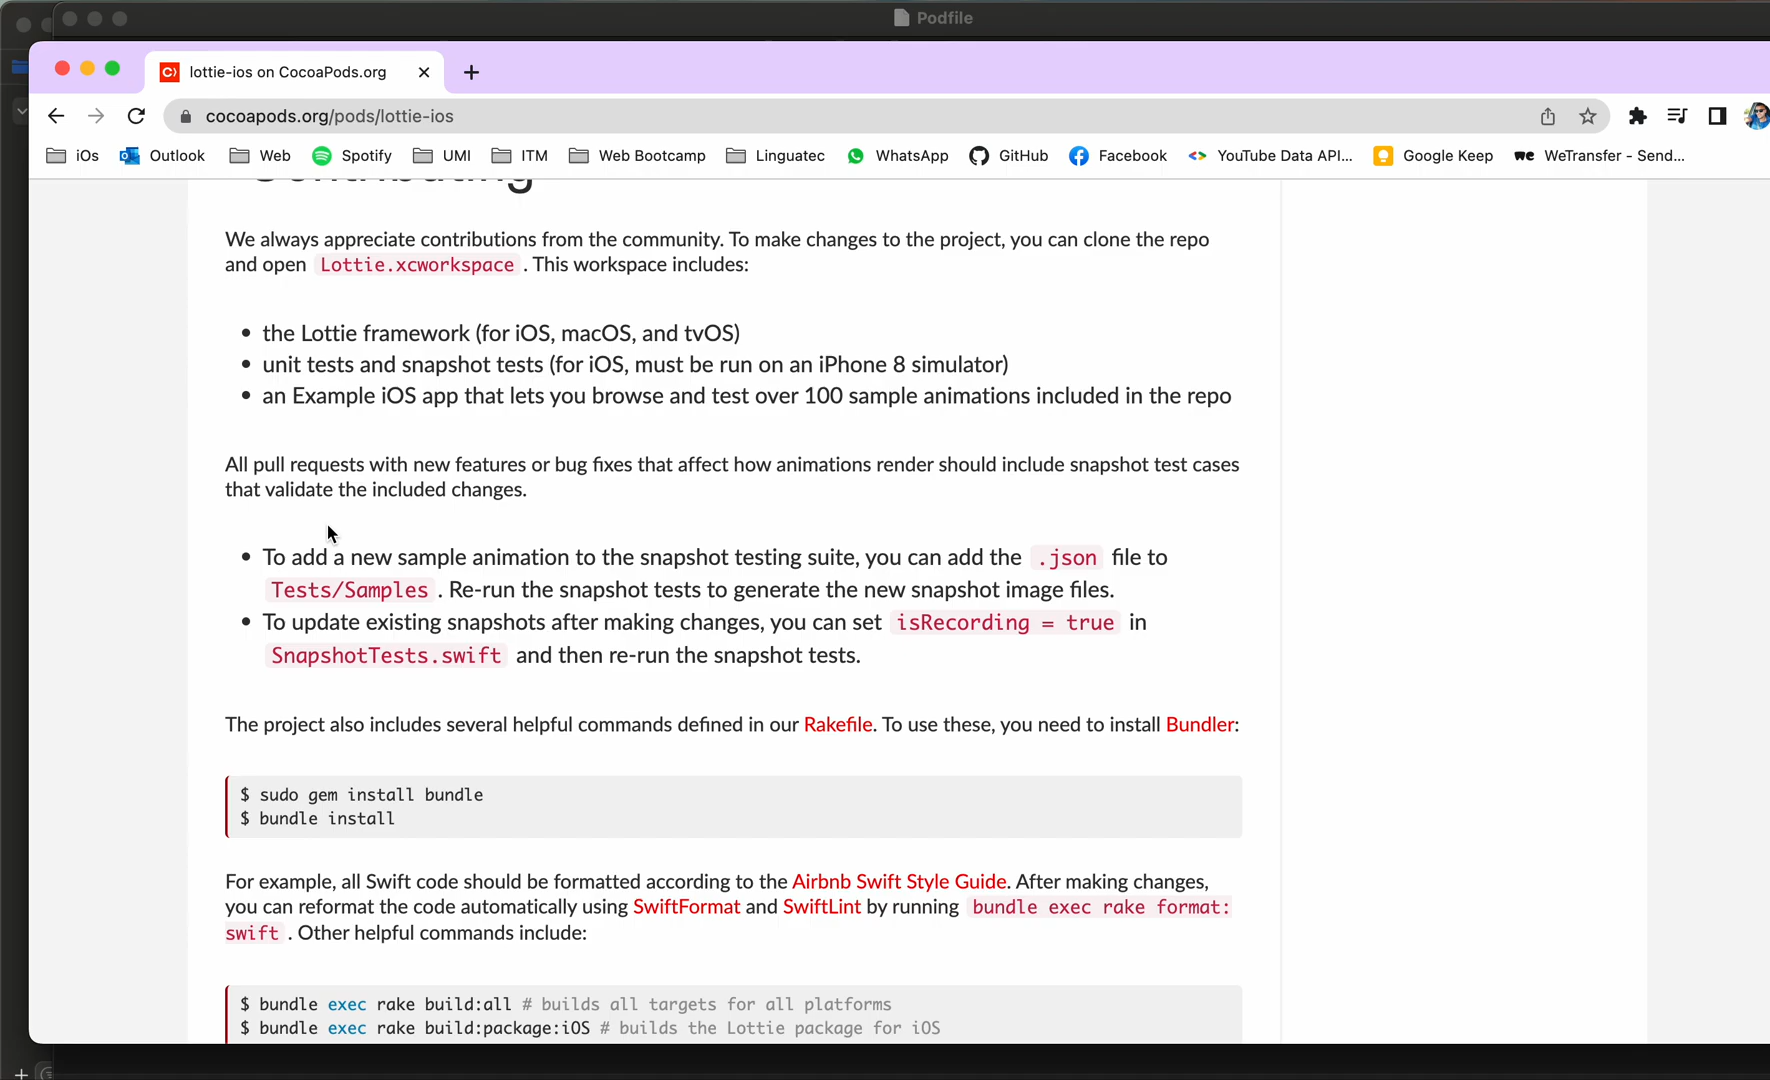 Podfile
lottie-ios on CocoaPods.org
cocoapods.org/pods/lottie-ios
iOs Outlook Web Spotify UMI ITM Web Bootcamp Linguatec WhatsApp GitHub Facebook YouTube Data API... Google Keep WeTransfer - Send...
Contributing
We always appreciate contributions from the community. To make changes to the project, you can clone the repo
and open Lottie.xcworkspace . This workspace includes:
• the Lottie framework (for iOS, macOS, and tvOS)
• unit tests and snapshot tests (for iOS, must be run on an iPhone 8 simulator)
• an Example iOS app that lets you browse and test over 100 sample animations included in the repo
All pull requests with new features or bug fixes that affect how animations render should include snapshot test cases
that validate the included changes.
• To add a new sample animation to the snapshot testing suite, you can add the .json file to
Tests/Samples . Re-run the snapshot tests to generate the new snapshot image files.
• To update existing snapshots after making changes, you can set isRecording = true in
SnapshotTests.swift and then re-run the snapshot tests.
The project also includes several helpful commands defined in our Rakefile. To use these, you need to install Bundler:
$ sudo gem install bundle
$ bundle install
For example, all Swift code should be formatted according to the Airbnb Swift Style Guide. After making changes,
you can reformat the code automatically using SwiftFormat and SwiftLint by running bundle exec rake format:
swift . Other helpful commands include:
$ bundle exec rake build:all # builds all targets for all platforms
$ bundle exec rake build:package:iOS # builds the Lottie package for iOS